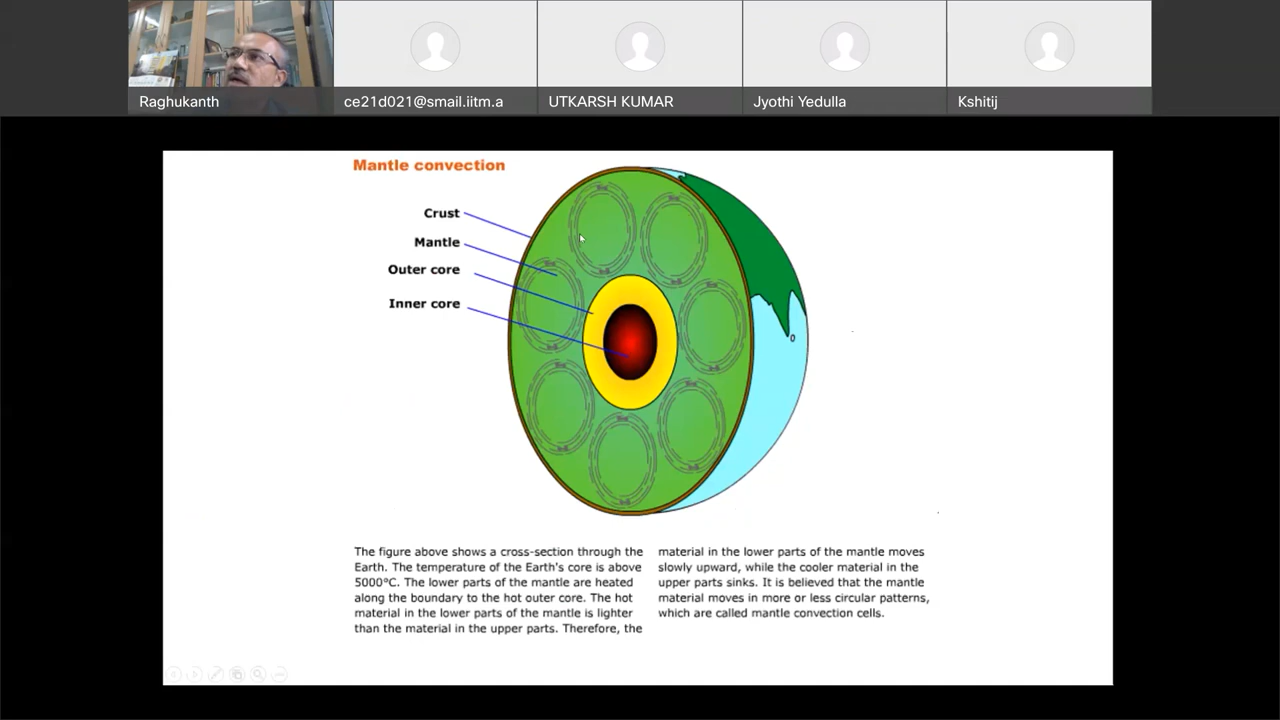 Raghukanth
ce21d021@smail.iitm.a
UTKARSH KUMAR
Jyothi Yedulla
Kshitij
Mantle convection
Crust
Mantle
Outer core
Inner core
The figure above shows a cross-section through the
Earth. The temperature of the Earth's core is above
5000°C. The lower parts of the mantle are heated
along the boundary to the hot outer core. The hot
material in the lower parts of the mantle is lighter
than the material in the upper parts. Therefore, the
material in the lower parts of the mantle moves
slowly upward, while the cooler material in the
upper parts sinks. It is believed that the mantle
material moves in more or less circular patterns,
which are called mantle convection cells.